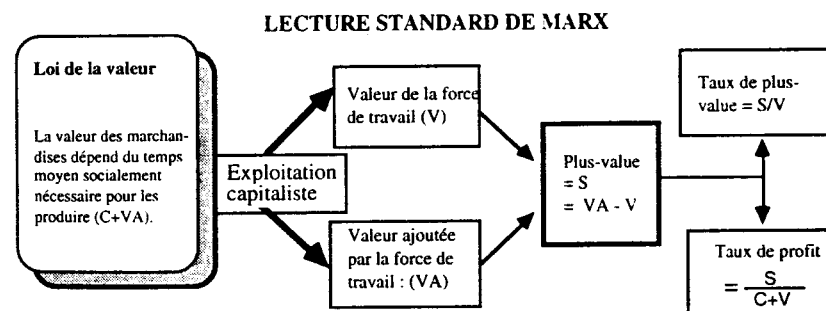 LECTURE STANDARD DE MARX
Loi de la valeur
La valeur des marchan-
dises dépend du temps
moyen socialement
nécessaire pour les
produire (C+VA).
Exploitation
capitaliste
Valeur de la force
de travail (V)
Valeur ajoutée
par la force de
travail : (VA)
Plus-value
= S
= VA - V
Taux de plus-
value = S/V
Taux de profit
= S
C+V